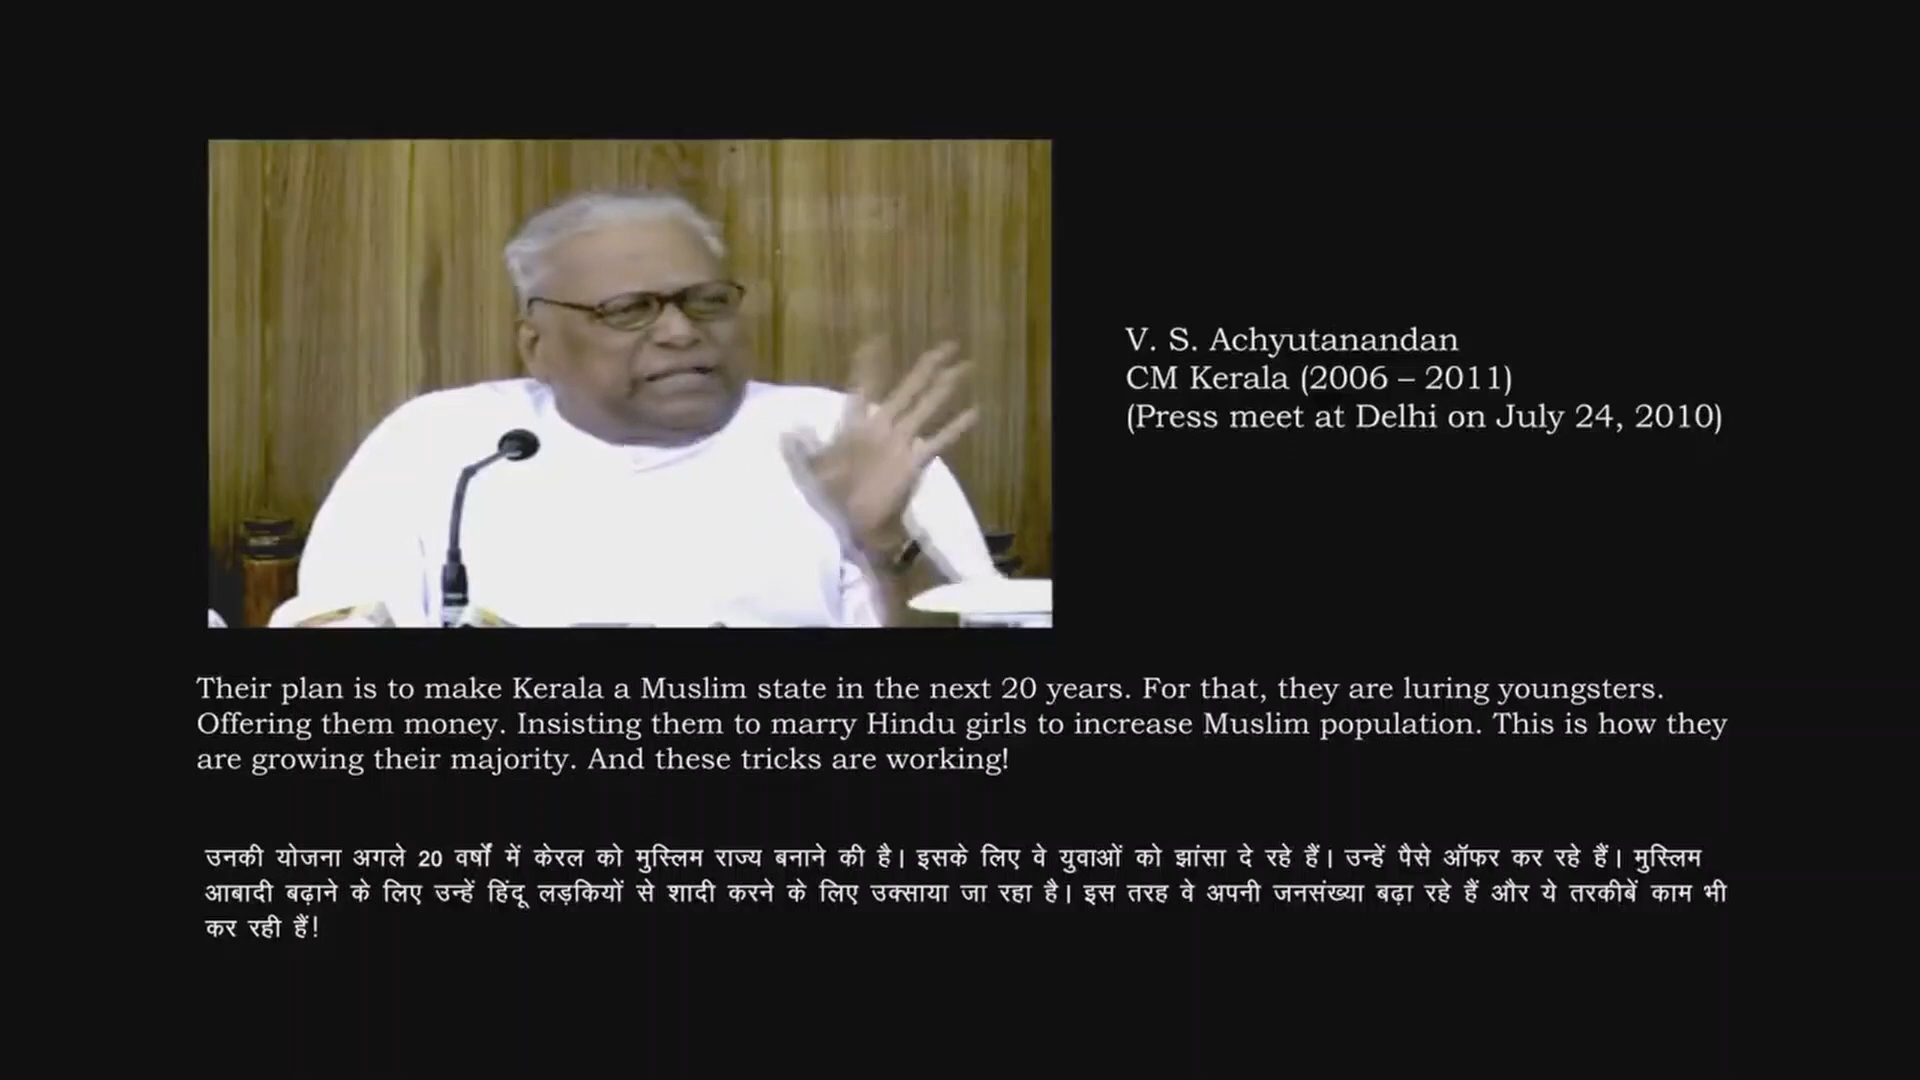 V. S. Achyutanandan
CM Kerala (2006 – 2011)
(Press meet at Delhi on July 24, 2010)
Their plan is to make Kerala a Muslim state in the next 20 years. For that, they are luring youngsters.
Offering them money. Insisting them to marry Hindu girls to increase Muslim population. This is how they
are growing their majority. And these tricks are working!
उनकी योजना अगले 20 वर्षों में केरल को मुस्लिम राज्य बनाने की है। इसके लिए वे युवाओं को झांसा दे रहे हैं। उन्हें पैसे ऑफर कर रहे हैं। मुस्लिम
आबादी बढ़ाने के लिए उन्हें हिंदू लड़कियों से शादी करने के लिए उक्साया जा रहा है। इस तरह वे अपनी जनसंख्या बढ़ा रहे हैं और ये तरकीबें काम भी
कर रही हैं!